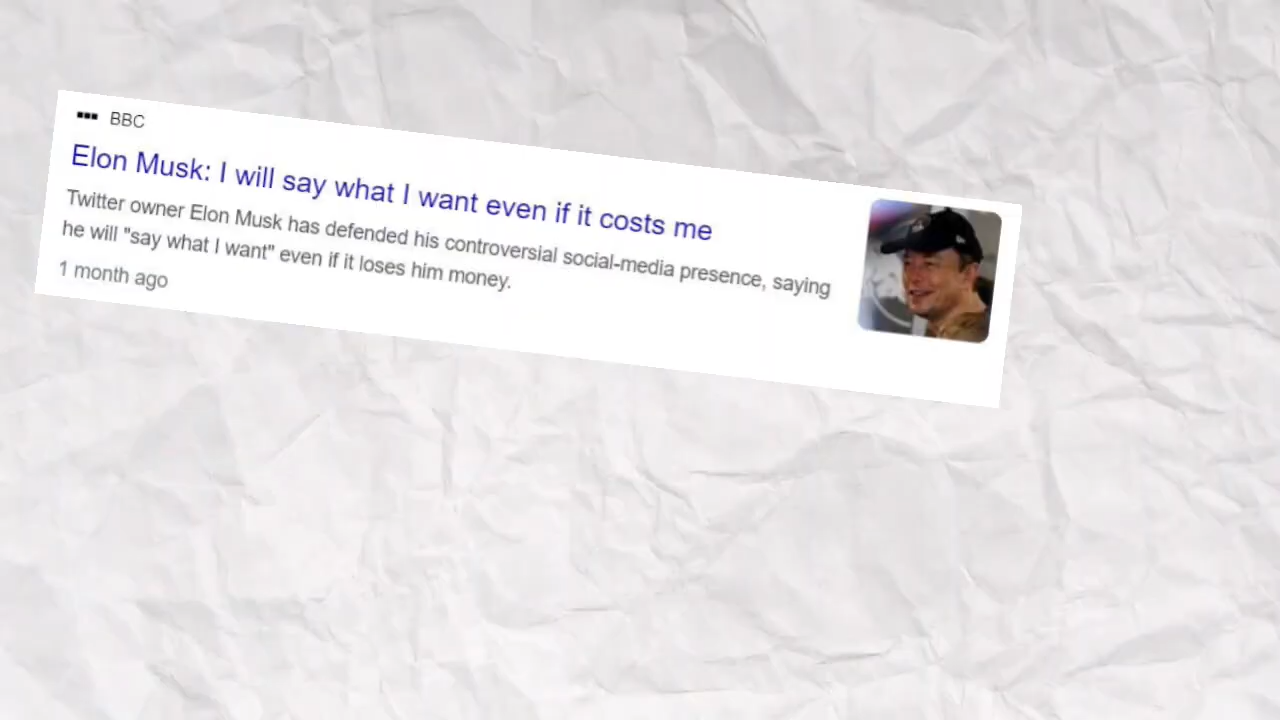 BBC
Elon Musk: I will say what I want even if it costs me
Twitter owner Elon Musk has defended his controversial social-media presence, saying
he will "say what I want" even if it loses him money.
1 month ago